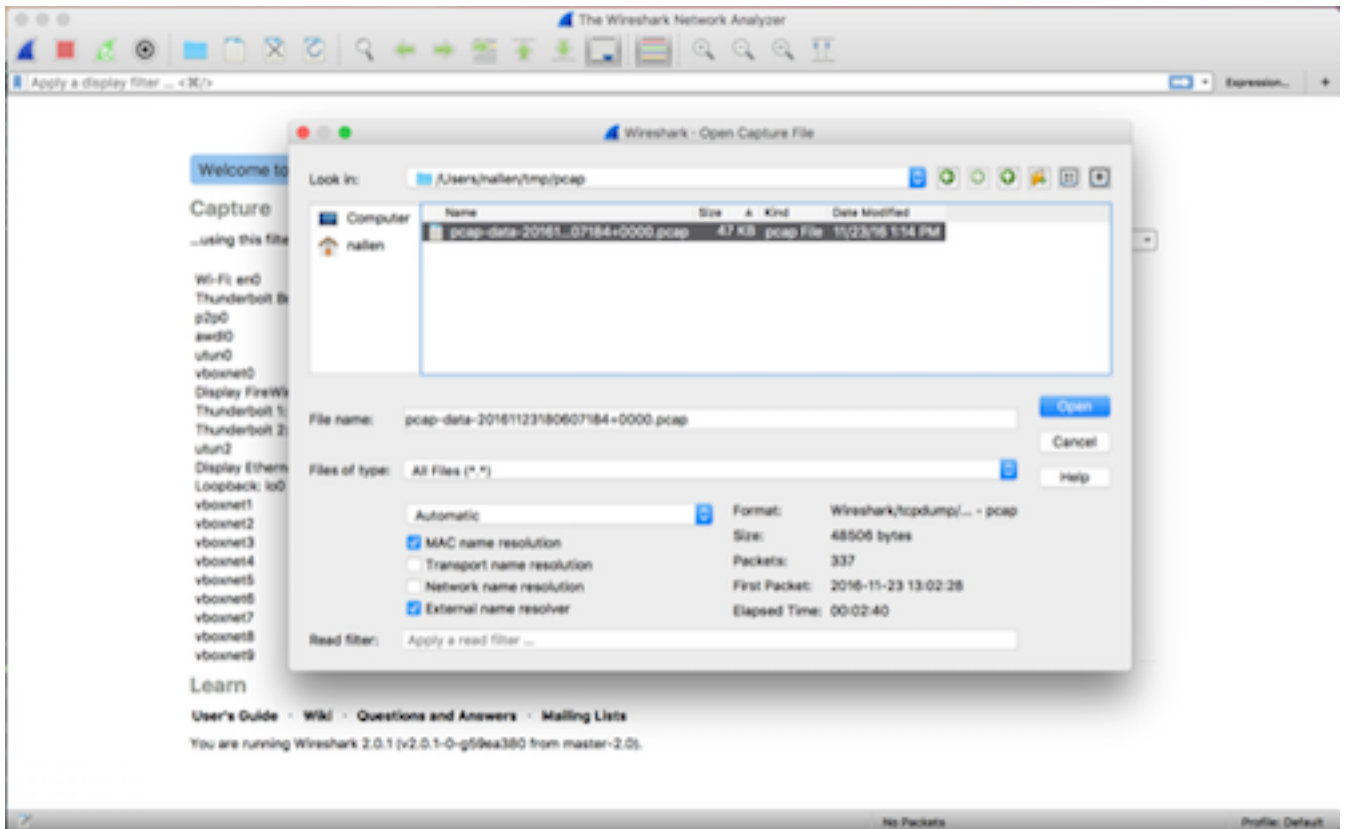 The Wireshark Network Analyzer
Apply a display filter ... <⌘/>
Expression...
+
Wireshark · Open Capture File
Welcome to
Look in:
/Users/nallen/tmp/pcap
Capture
Computer
Name Size Kind Date Modified
pcap-data-20161...07184+0000.pcap 47 KB pcap File 11/23/16 1:14 PM
...using this filte
nallen
Wi-Fi: en0
Thunderbolt B
p2p0
awdl0
utun0
vboxnet0
Display FireWi
Thunderbolt 1:
Thunderbolt 2:
utun2
Display Ethern
Loopback: lo0
vboxnet1
vboxnet2
vboxnet3
vboxnet4
vboxnet5
vboxnet6
vboxnet7
vboxnet8
vboxnet9
File name: pcap-data-20161123180607184+0000.pcap
Open
Cancel
Files of type: All Files (*.*)
Help
Automatic
MAC name resolution
Transport name resolution
Network name resolution
External name resolver
Format: Wireshark/tcpdump/... - pcap
Size: 48506 bytes
Packets: 337
First Packet: 2016-11-23 13:02:28
Elapsed Time: 00:02:40
Read filter: Apply a read filter ...
Learn
User's Guide · Wiki · Questions and Answers · Mailing Lists
You are running Wireshark 2.0.1 (v2.0.1-0-g59ea380 from master-2.0).
No Packets
Profile: Default